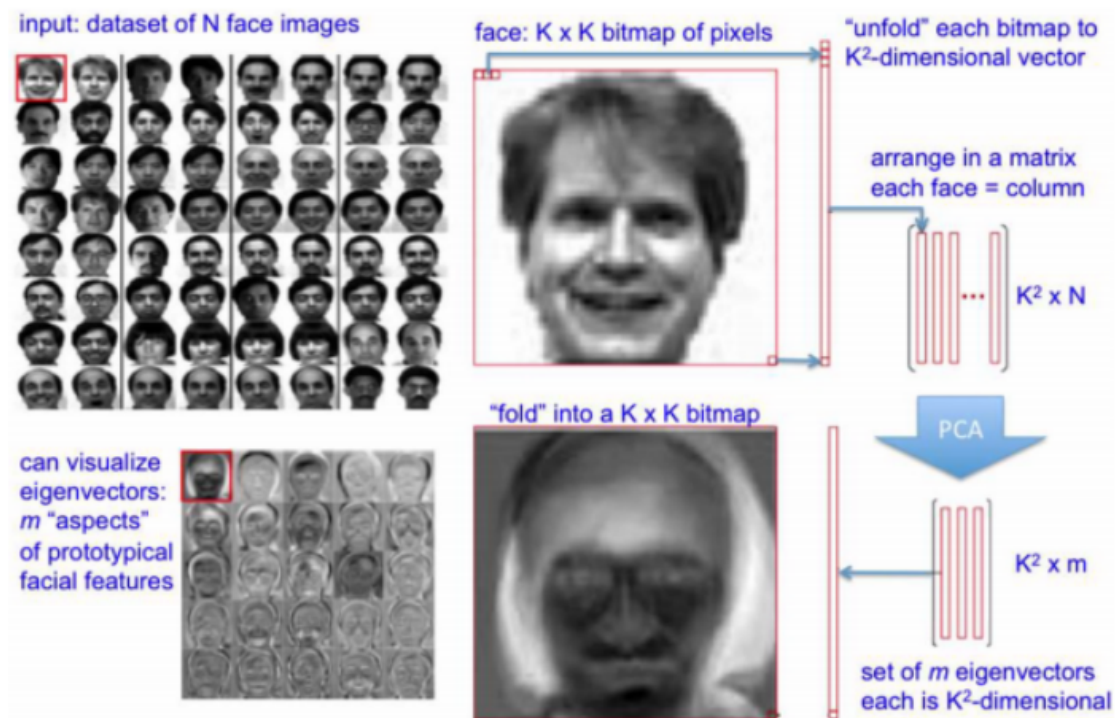 input: dataset of N face images
face: K x K bitmap of pixels
“unfold” each bitmap to
K²-dimensional vector
arrange in a matrix
each face = column
K² x N
PCA
“fold” into a K x K bitmap
can visualize
eigenvectors:
m “aspects”
of prototypical
facial features
K² x m
set of m eigenvectors
each is K²-dimensional